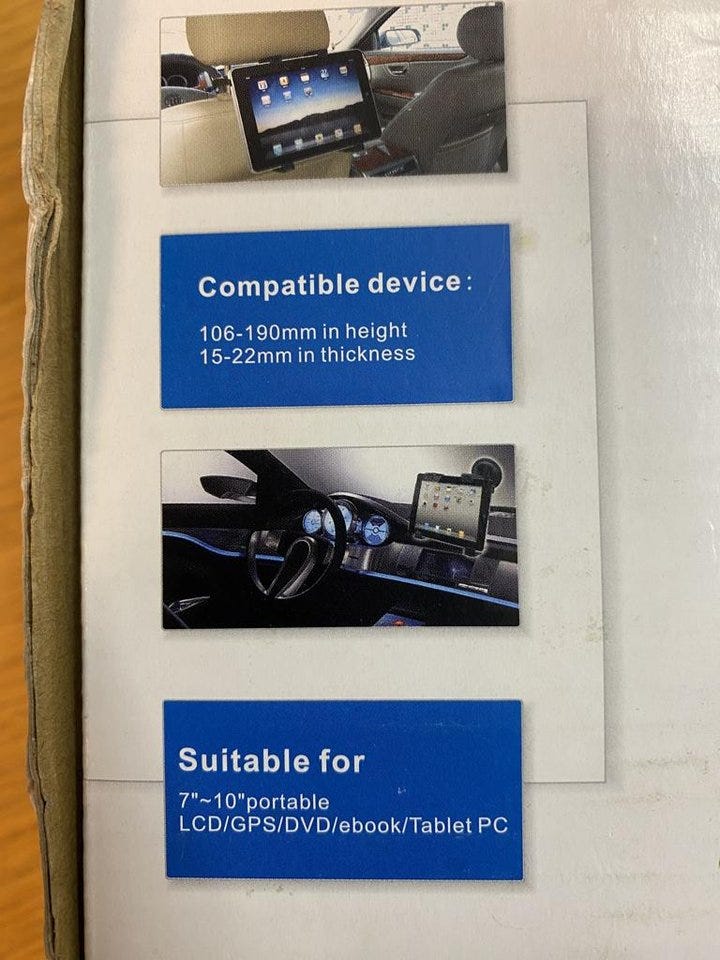 Compatible device:
106-190mm in height
15-22mm in thickness
Suitable for
7"~10"portable
LCD/GPS/DVD/ebook/Tablet PC